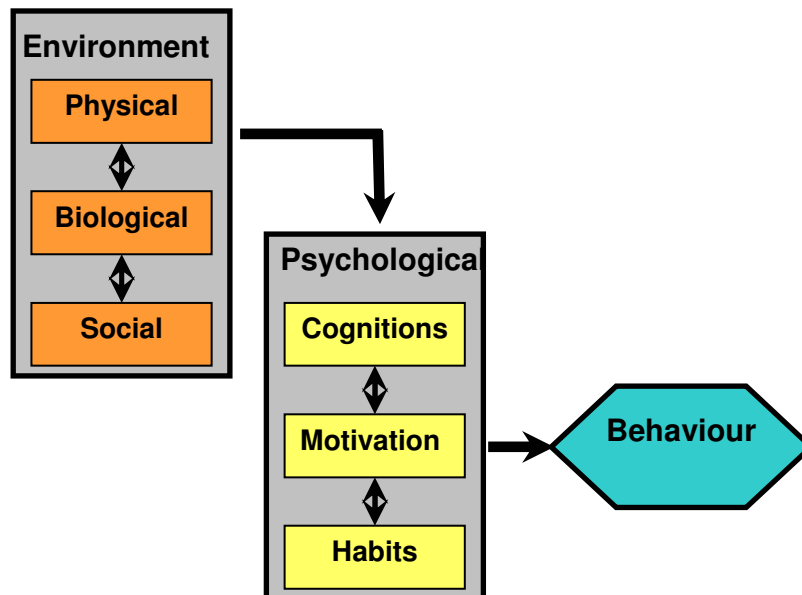 Environment
Physical
Biological
Social
Psychological
Cognitions
Motivation
Habits
Behaviour